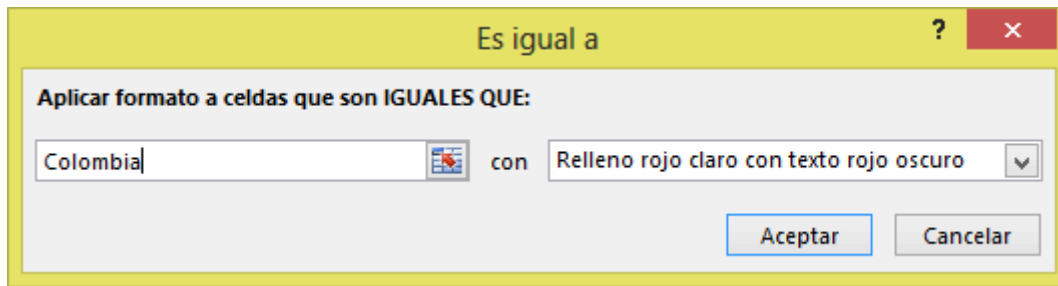 Es igual a ?
Aplicar formato a celdas que son IGUALES QUE:
Colombia con Relleno rojo claro con texto rojo oscuro
Aceptar Cancelar